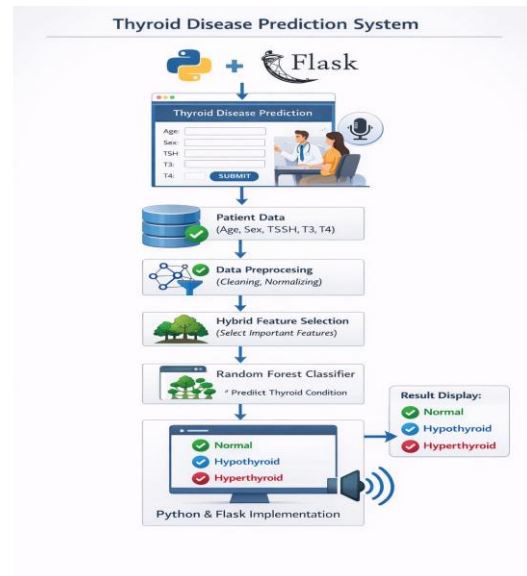 Thyroid Disease Prediction System
+ Flask
Thyroid Disease Prediction
Age:
Sex:
TSH
T3:
T4:
SUBMIT
Patient Data
(Age, Sex, TSSH, T3, T4)
Data Preprocesing
(Cleaning, Normalizing)
Hybrid Feature Selection
(Select Important Features)
Random Forest Classifier
* Prediict Thyroid Condition
Normal
Hypothyroid
Hyperthyroid
Python & Flask Implementation
Result Display:
Normal
Hypothyroid
Hyperthyroid